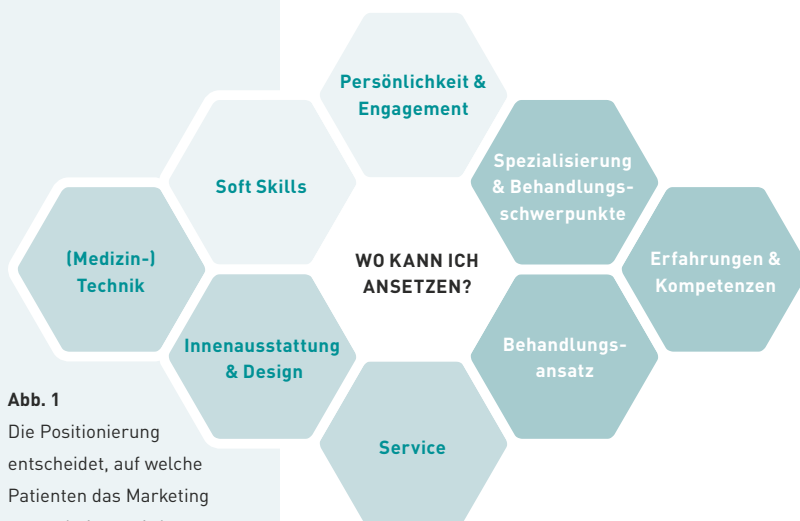 Persönlichkeit &
Engagement
Soft Skills
Spezialisierung
& Behandlungs-
schwerpunkte
(Medizin-)
Technik
WO KANN ICH
ANSETZEN?
Erfahrungen &
Kompetenzen
Innenausstattung
& Design
Behandlungs-
ansatz
Service
Abb. 1
Die Positionierung
entscheidet, auf welche
Patienten das Marketing